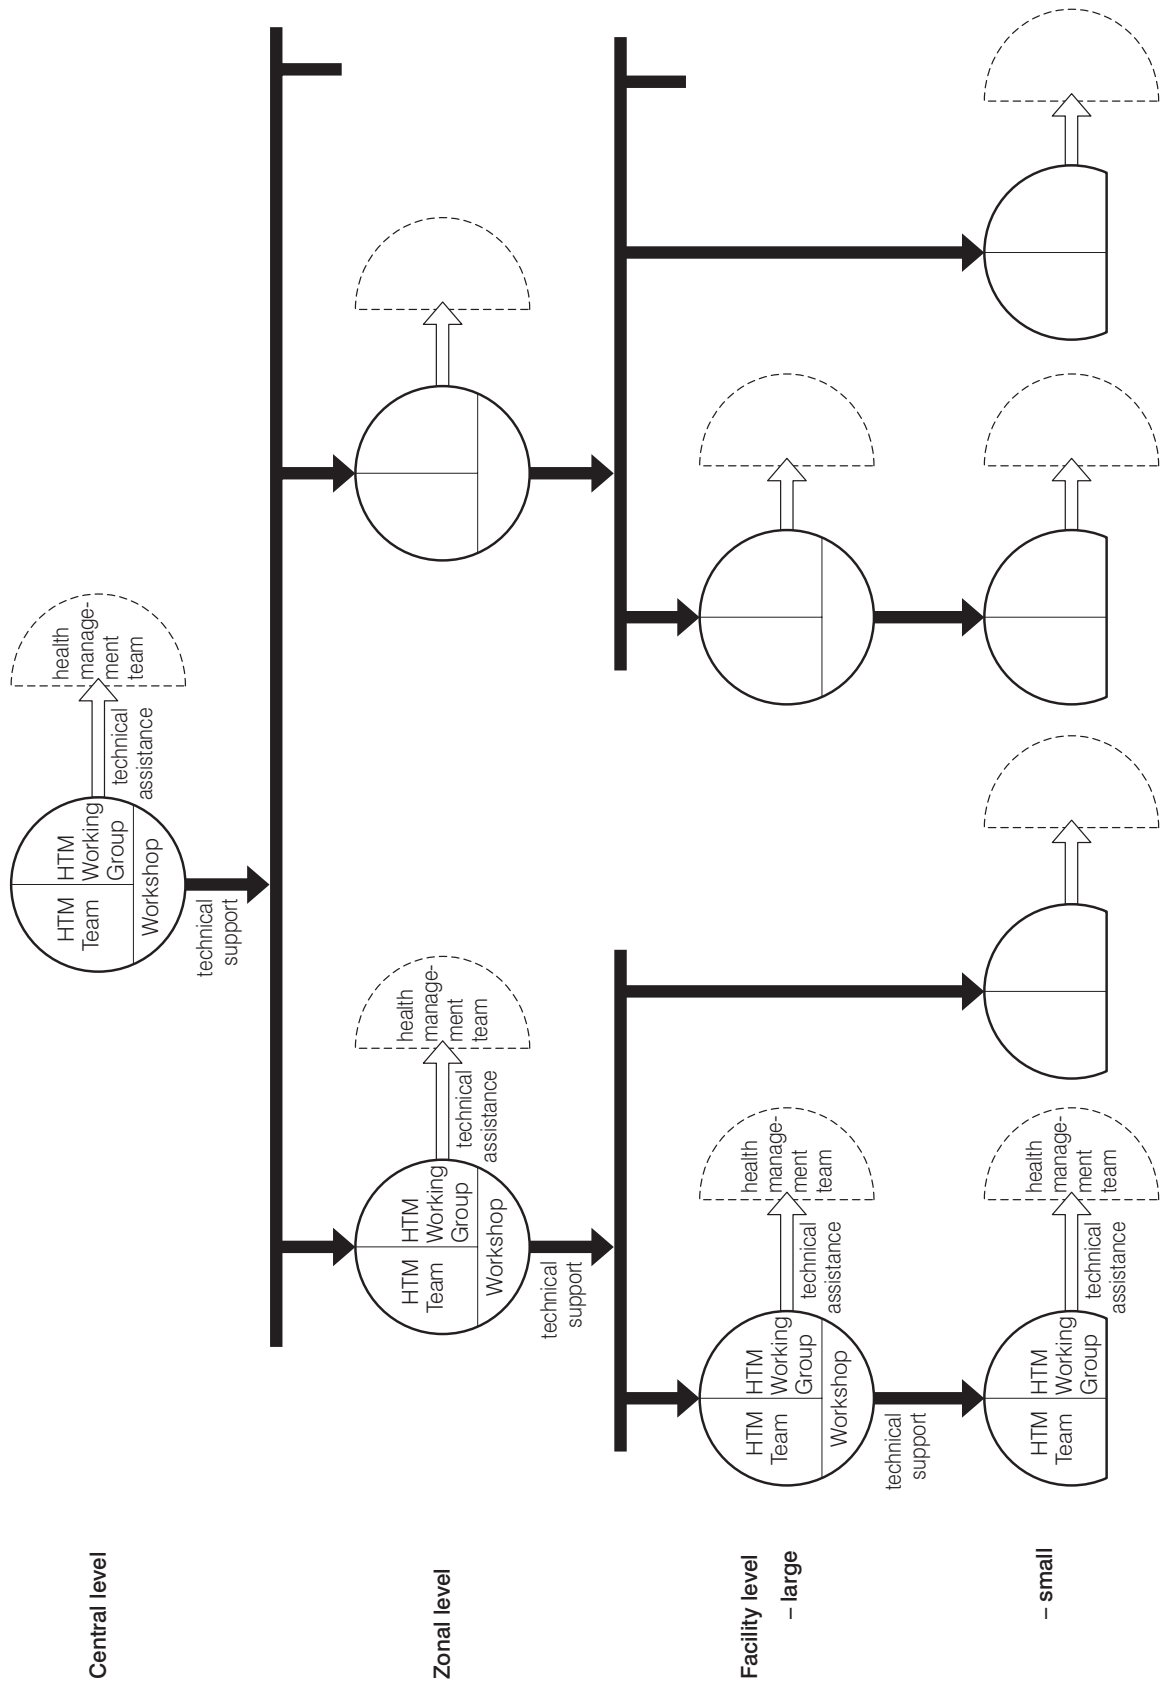 Central level
HTM
Team
HTM
Working
Group
Workshop
technical
assistance
health
manage-
ment
team
technical
support
Zonal level
HTM
Team
HTM
Working
Group
Workshop
technical
assistance
health
manage-
ment
team
technical
support
Facility level
– large
HTM
Team
HTM
Working
Group
Workshop
technical
assistance
health
manage-
ment
team
technical
support
– small
HTM
Team
HTM
Working
Group
technical
assistance
health
manage-
ment
team